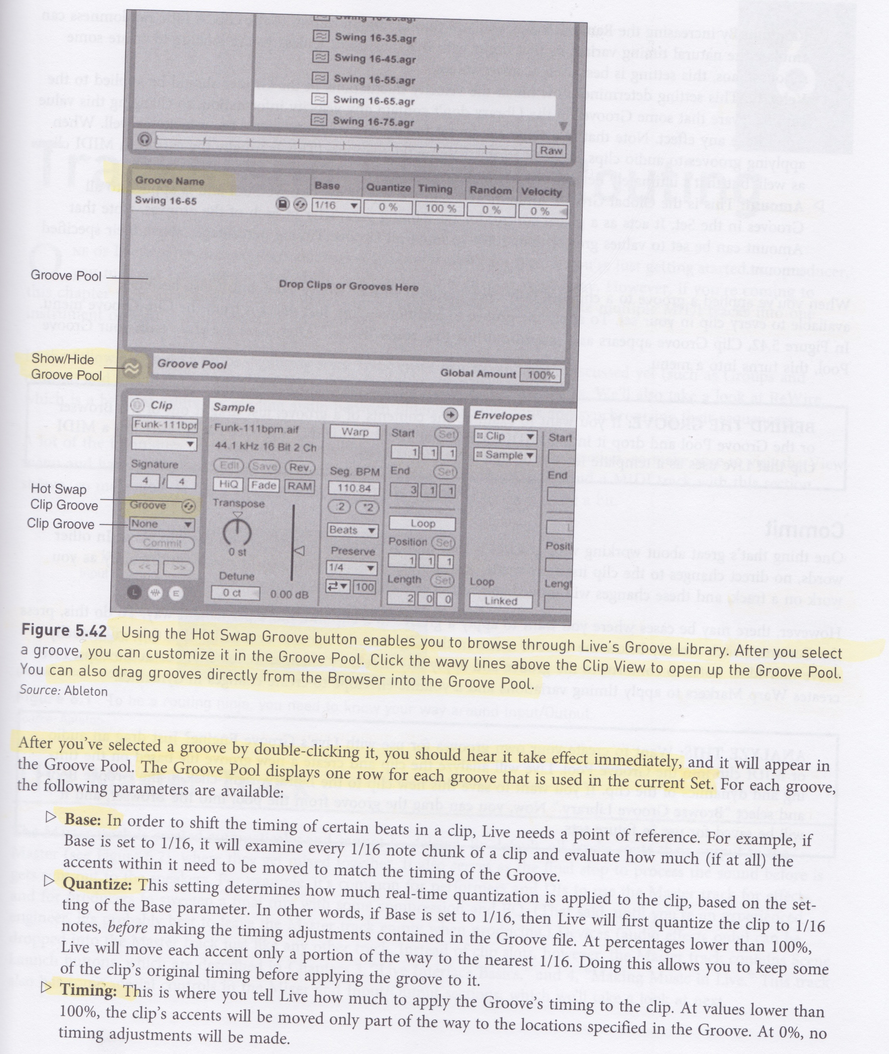 Swing 16-35.agr
Swing 16-45.agr
Swing 16-55.agr
Swing 16-65.agr
Swing 16-75.agr
Raw
Groove Name Base Quantize Timing Random Velocity
Swing 16-65 1/16 0 % 100 % 0 % 0 %
Groove Pool
Drop Clips or Grooves Here
Show/Hide
Groove Pool
Groove Pool
Global Amount 100%
Clip Sample Envelopes
Funk-111bpr Funk-111bpm.aif Warp Start Set Clip Start
44.1 kHz 16 Bit 2 Ch 1 1 1 Sample
Signature Edit Save Rev. Seg. BPM End Set End
4 / 4 HiQ Fade RAM 110.84 3 1 1
Hot Swap
Clip Groove
Groove Transpose :2 *2
Clip Groove
None Beats Loop
Commit 0 st Position Set Positi
<< >> Preserve 1 1 1
Detune 1/4 Length Set Loop Lengt
L E 0 ct 0.00 dB 100 2 0 0 Linked
Figure 5.42 Using the Hot Swap Groove button enables you to browse through Live's Groove Library. After you select
a groove, you can customize it in the Groove Pool. Click the wavy lines above the Clip View to open up the Groove Pool.
You can also drag grooves directly from the Browser into the Groove Pool.
Source: Ableton
After you've selected a groove by double-clicking it, you should hear it take effect immediately, and it will appear in
the Groove Pool. The Groove Pool displays one row for each groove that is used in the current Set. For each groove,
the following parameters are available:
▷ Base: In order to shift the timing of certain beats in a clip, Live needs a point of reference. For example, if
Base is set to 1/16, it will examine every 1/16 note chunk of a clip and evaluate how much (if at all) the
accents within it need to be moved to match the timing of the Groove.
▷ Quantize: This setting determines how much real-time quantization is applied to the clip, based on the set-
ting of the Base parameter. In other words, if Base is set to 1/16, then Live will first quantize the clip to 1/16
notes, before making the timing adjustments contained in the Groove file. At percentages lower than 100%,
Live will move each accent only a portion of the way to the nearest 1/16. Doing this allows you to keep some
of the clip's original timing before applying the groove to it.
▷ Timing: This is where you tell Live how much to apply the Groove's timing to the clip. At values lower than
100%, the clip's accents will be moved only part of the way to the locations specified in the Groove. At 0%, no
timing adjustments will be made.